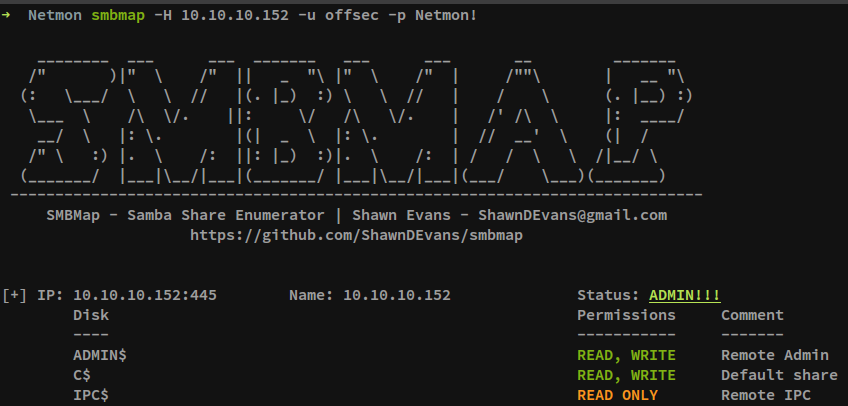 → Netmon smbmap -H 10.10.10.152 -u offsec -p Netmon!
SMBMAP
SMBMap - Samba Share Enumerator | Shawn Evans - ShawnDEvans@gmail.com
https://github.com/ShawnDEvans/smbmap
[+] IP: 10.10.10.152:445 Name: 10.10.10.152 Status: ADMIN!!!
Disk Permissions Comment
---- ----------- -------
ADMIN$ READ, WRITE Remote Admin
C$ READ, WRITE Default share
IPC$ READ ONLY Remote IPC